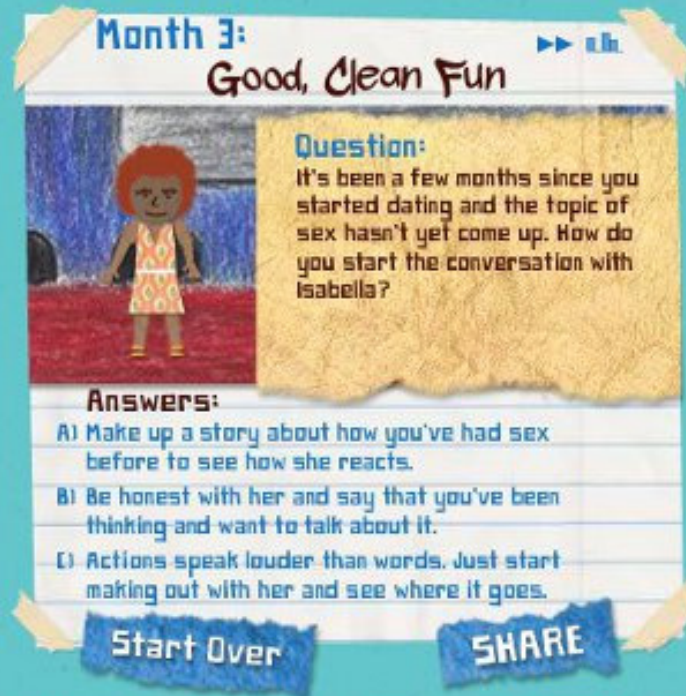 Month 3:
Good, Clean Fun
Question:
It's been a few months since you
started dating and the topic of
sex hasn't yet come up. How do
you start the conversation with
Isabella?
Answers:
A) Make up a story about how you've had sex
before to see how she reacts.
B) Be honest with her and say that you've been
thinking and want to talk about it.
C) Actions speak louder than words. Just start
making out with her and see where it goes.
Start Over
SHARE